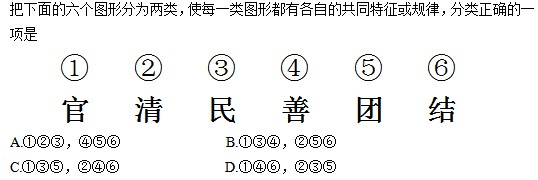 把下面的六个图形分为两类,使每一类图形都有各自的共同特征或规律,分类正确的一
项是
① ② ③ ④ ⑤ ⑥
官 清 民 善 团 结
A.①②③,④⑤⑥ B.①③④,②⑤⑥
C.①③⑤,②④⑥ D.①④⑥,②③⑤